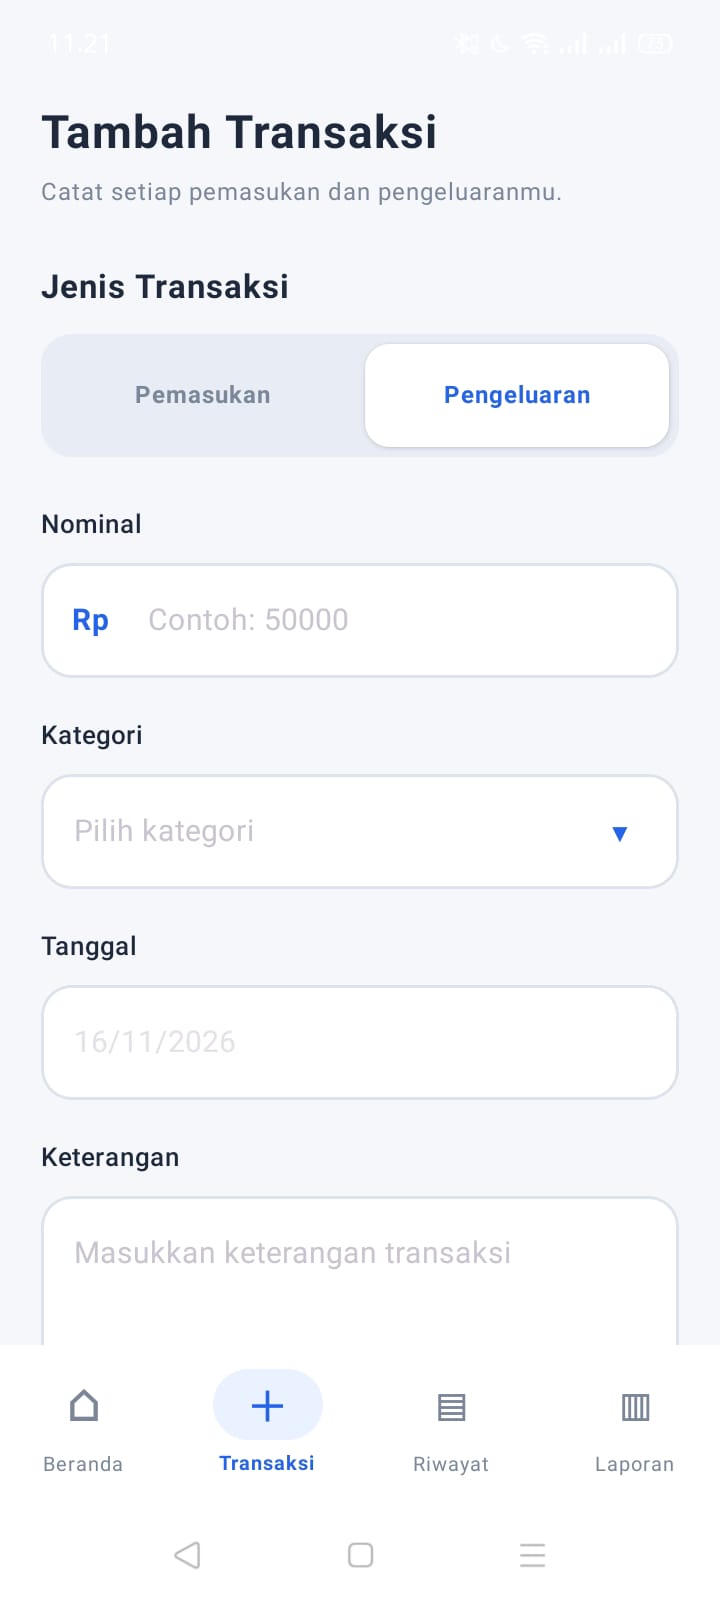 11.21
Tambah Transaksi
Catat setiap pemasukan dan pengeluaranmu.
Jenis Transaksi
Pemasukan Pengeluaran
Nominal
Rp Contoh: 50000
Kategori
Pilih kategori ▼
Tanggal
16/11/2026
Keterangan
Masukkan keterangan transaksi
Beranda Transaksi Riwayat Laporan